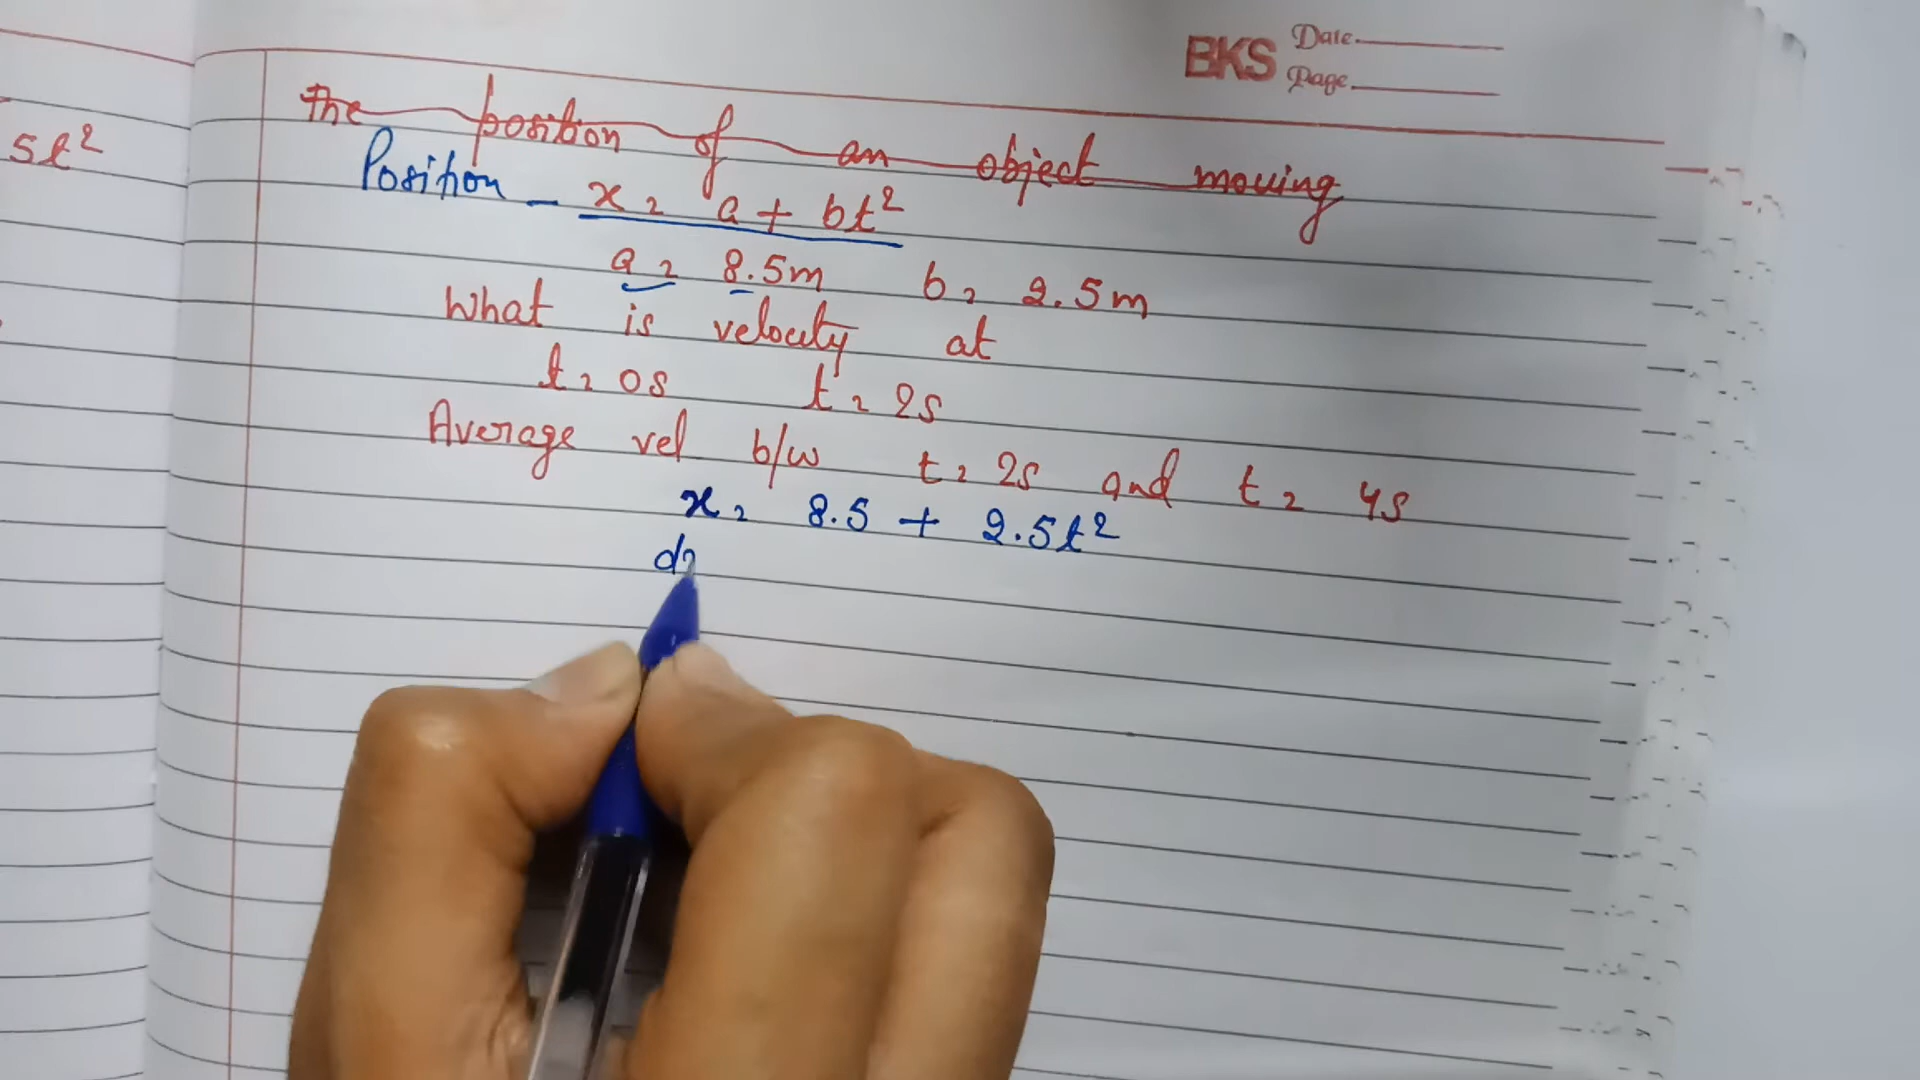 BKS Date.
Page.
5t²
The position of an object moving
Position - x = a + bt²
a = 8.5m b = 2.5m
What is velocity at
t = 0s t = 2s
Average vel b/w t = 2s and t = 4s
x = 8.5 + 2.5t²
d